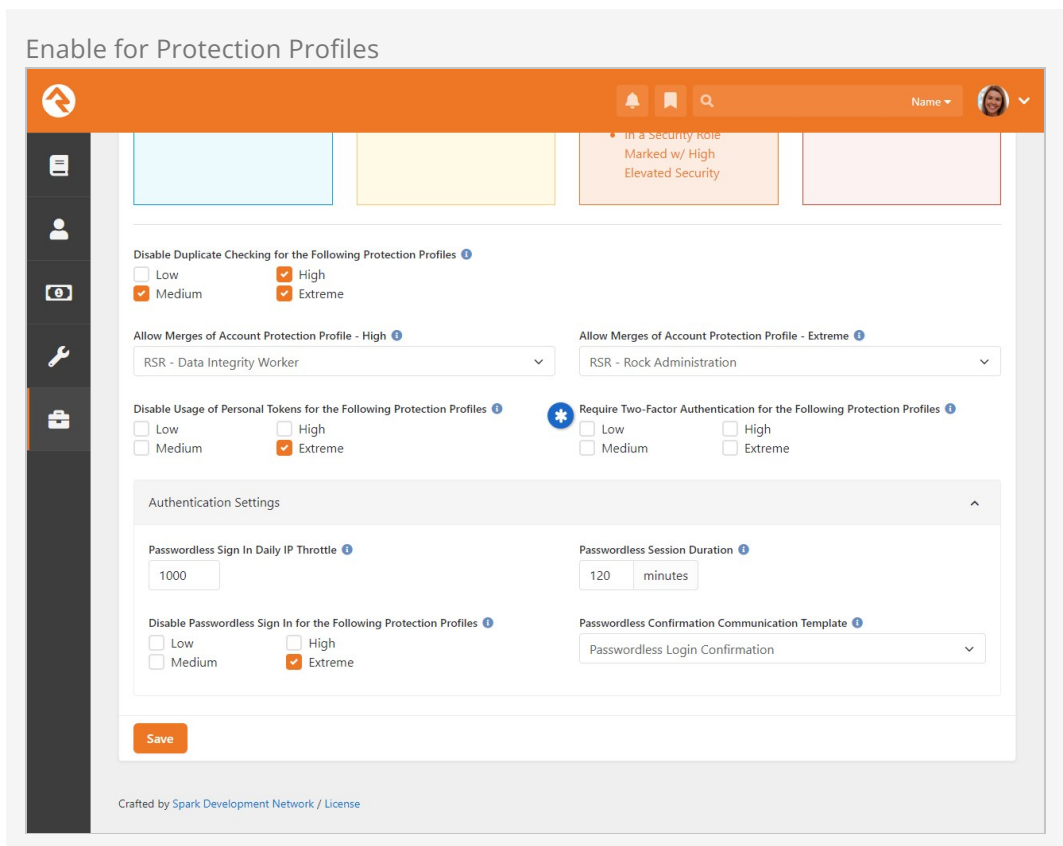 Enable for Protection Profiles
Name
In a Security Role
Marked w/ High
Elevated Security
Disable Duplicate Checking for the Following Protection Profiles
Low High
Medium Extreme
Allow Merges of Account Protection Profile - High Allow Merges of Account Protection Profile - Extreme
RSR - Data Integrity Worker RSR - Rock Administration
Disable Usage of Personal Tokens for the Following Protection Profiles Require Two-Factor Authentication for the Following Protection Profiles
Low High Low High
Medium Extreme Medium Extreme
Authentication Settings
Passwordless Sign In Daily IP Throttle Passwordless Session Duration
1000 120 minutes
Disable Passwordless Sign In for the Following Protection Profiles Passwordless Confirmation Communication Template
Low High
Medium Extreme Passwordless Login Confirmation
Save
Crafted by Spark Development Network / License